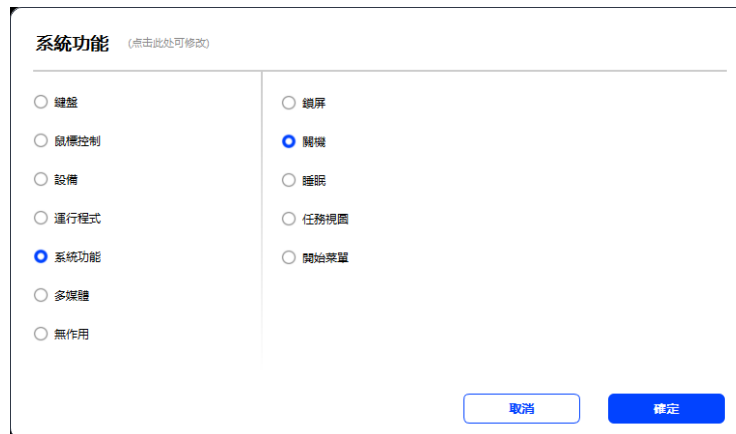 系統功能 (点击此处可修改)
鍵盤
鼠標控制
設備
運行程式
系統功能
多媒體
無作用
鎖屏
關機
睡眠
任務視圖
開始菜單
取消
確定